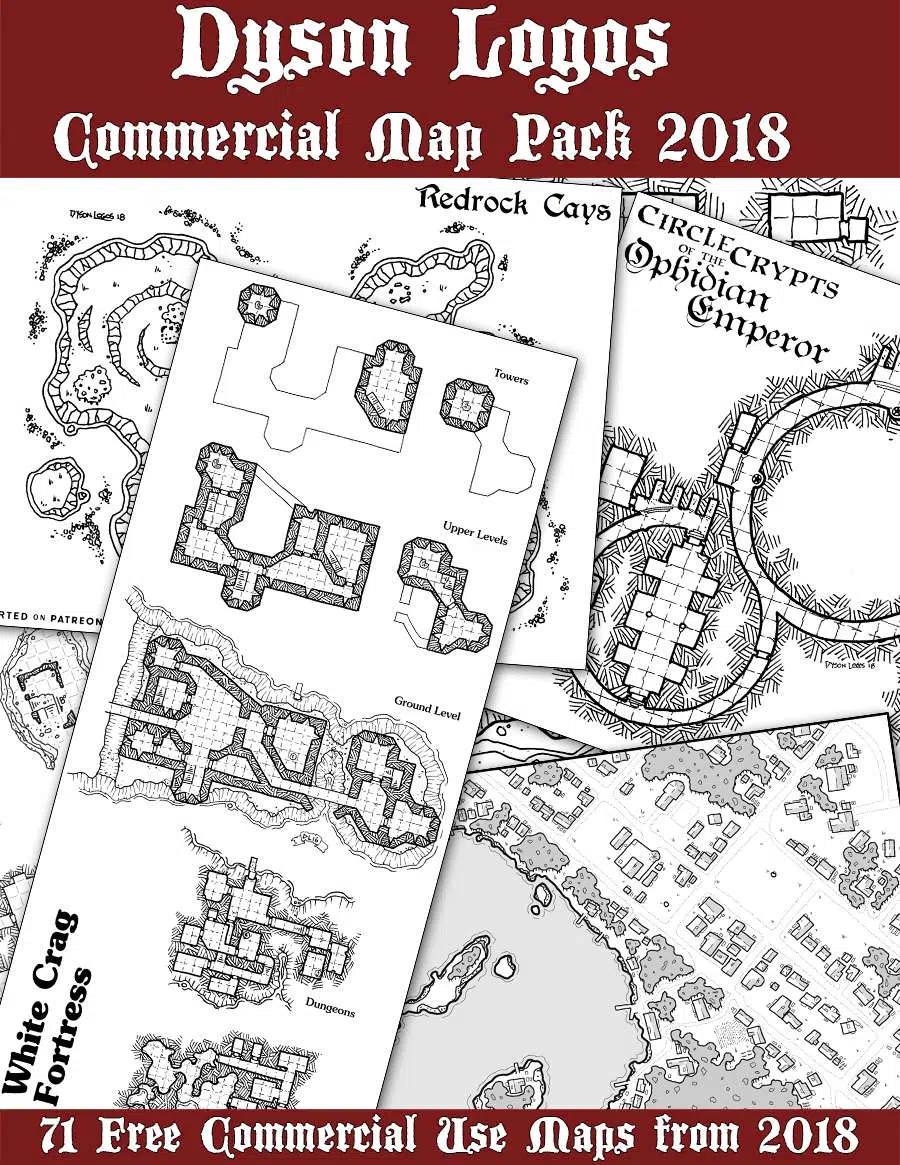 Dyson Logos
Commercial Map Pack 2018
Redrock Cays
Dyson Logos 18
CIRCLE CRYPTS
OF THE
Ophidian
Emperor
Towers
Upper Levels
RTED ON PATREON
Dyson Logos 18
Ground Level
Dungeons
White Crag
Fortress
71 Free Commercial Use Maps from 2018